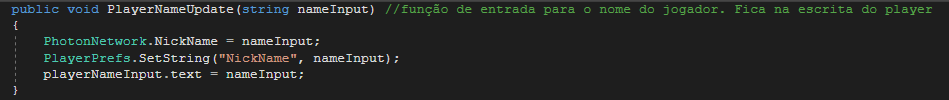 public void PlayerNameUpdate(string nameInput) //função de entrada para o nome do jogador. Fica na escrita do player
{
PhotonNetwork.NickName = nameInput;
PlayerPrefs.SetString("NickName", nameInput);
playerNameInput.text = nameInput;
}